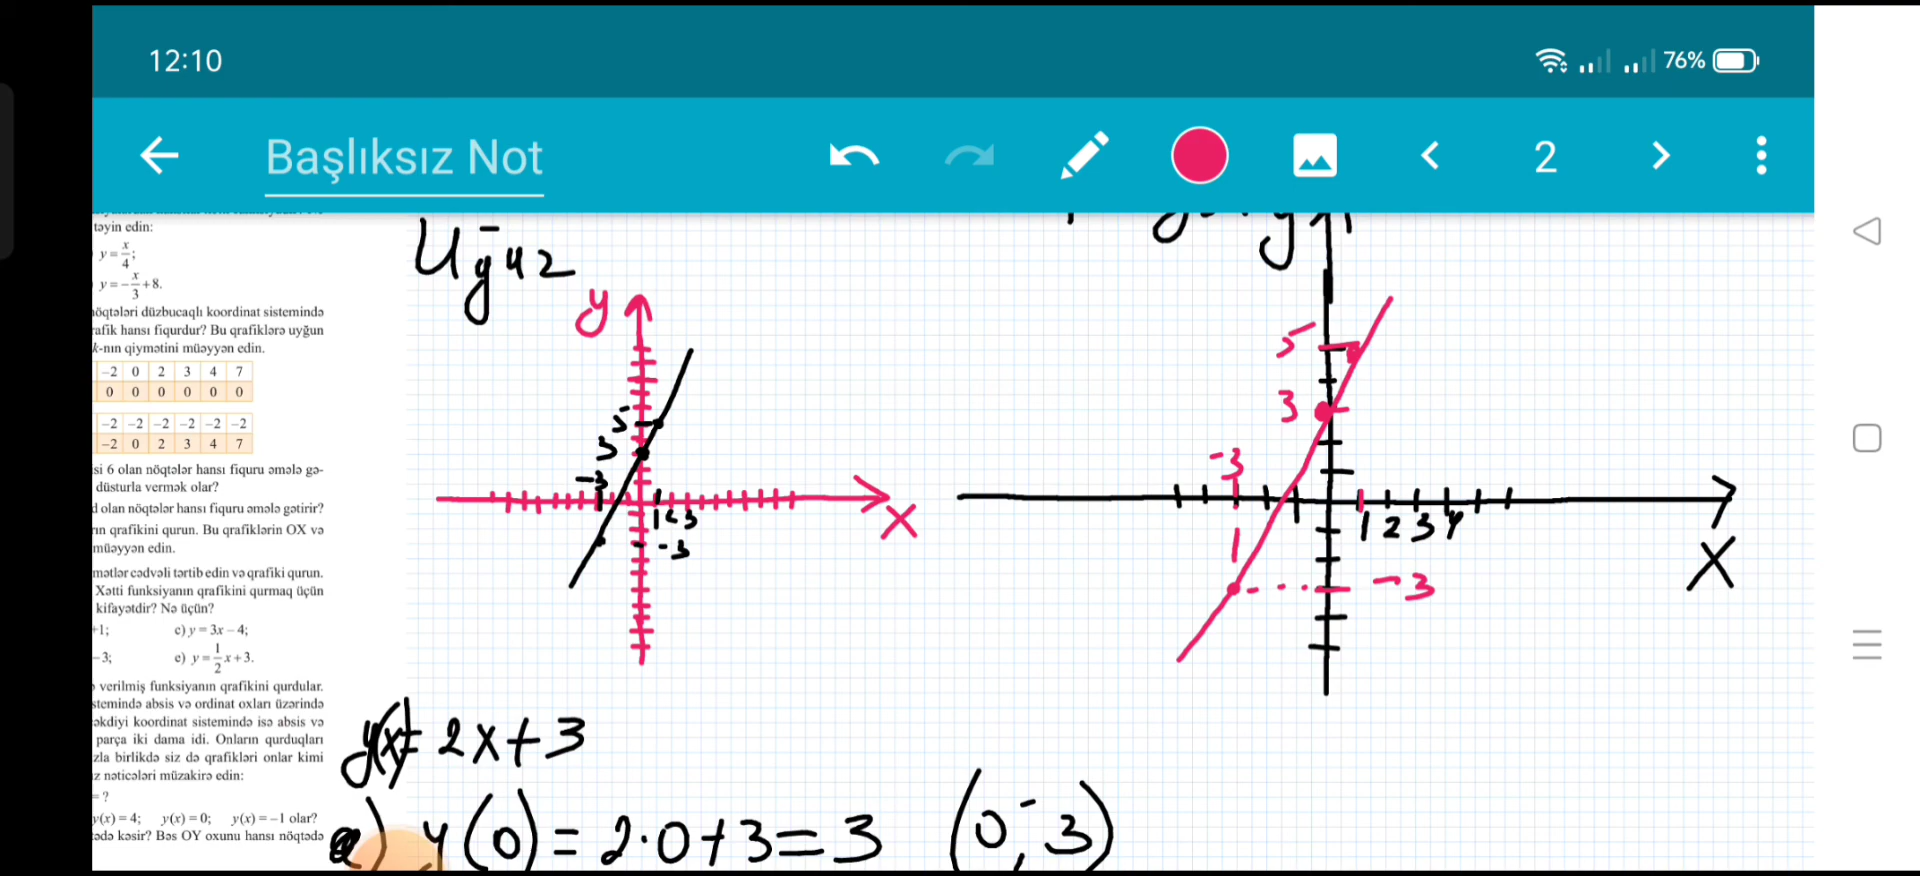 12:10
76%
Başlıksız Not
2
təyin edin:
y = x/4;
y = -x/3 + 8.
nöqtələri düzbucaqlı koordinat sistemində
rafik hansı fiqurdur? Bu qrafiklərə uyğun
k-nın qiymətini müəyyən edin.
-2 0 2 3 4 7
0 0 0 0 0 0
-2 -2 -2 -2 -2 -2
-2 0 2 3 4 7
si 6 olan nöqtələr hansı fiquru əmələ gə-
düsturla vermək olar?
d olan nöqtələr hansı fiquru əmələ gətirir?
ın qrafikini qurun. Bu qrafiklərin OX və
müəyyən edin.
mətlər cədvəli tərtib edin və qrafiki qurun.
Xətti funksiyanın qrafikini qurmaq üçün
kifayətdir? Nə üçün?
+1; c) y = 3x – 4;
– 3; e) y = 1/2 x + 3.
verilmiş funksiyanın qrafikini qurdular.
stemində absis və ordinat oxları üzərində
əkdiyi koordinat sistemində isə absis və
parça iki dama idi. Onların qurduqları
zla birlikdə siz də qrafikləri onlar kimi
z nəticələri müzakirə edin:
= ?
y(x) = 4; y(x) = 0; y(x) = –1 olar?
tədə kəsir? Bəs OY oxunu hansı nöqtədə
y
5
3
-3
1 2 3
-3
x
y
5
3
-3
1
1 2 3 4
-3
x
y(x) = 2x+3
a) y(0) = 2·0+3=3 (0; 3)